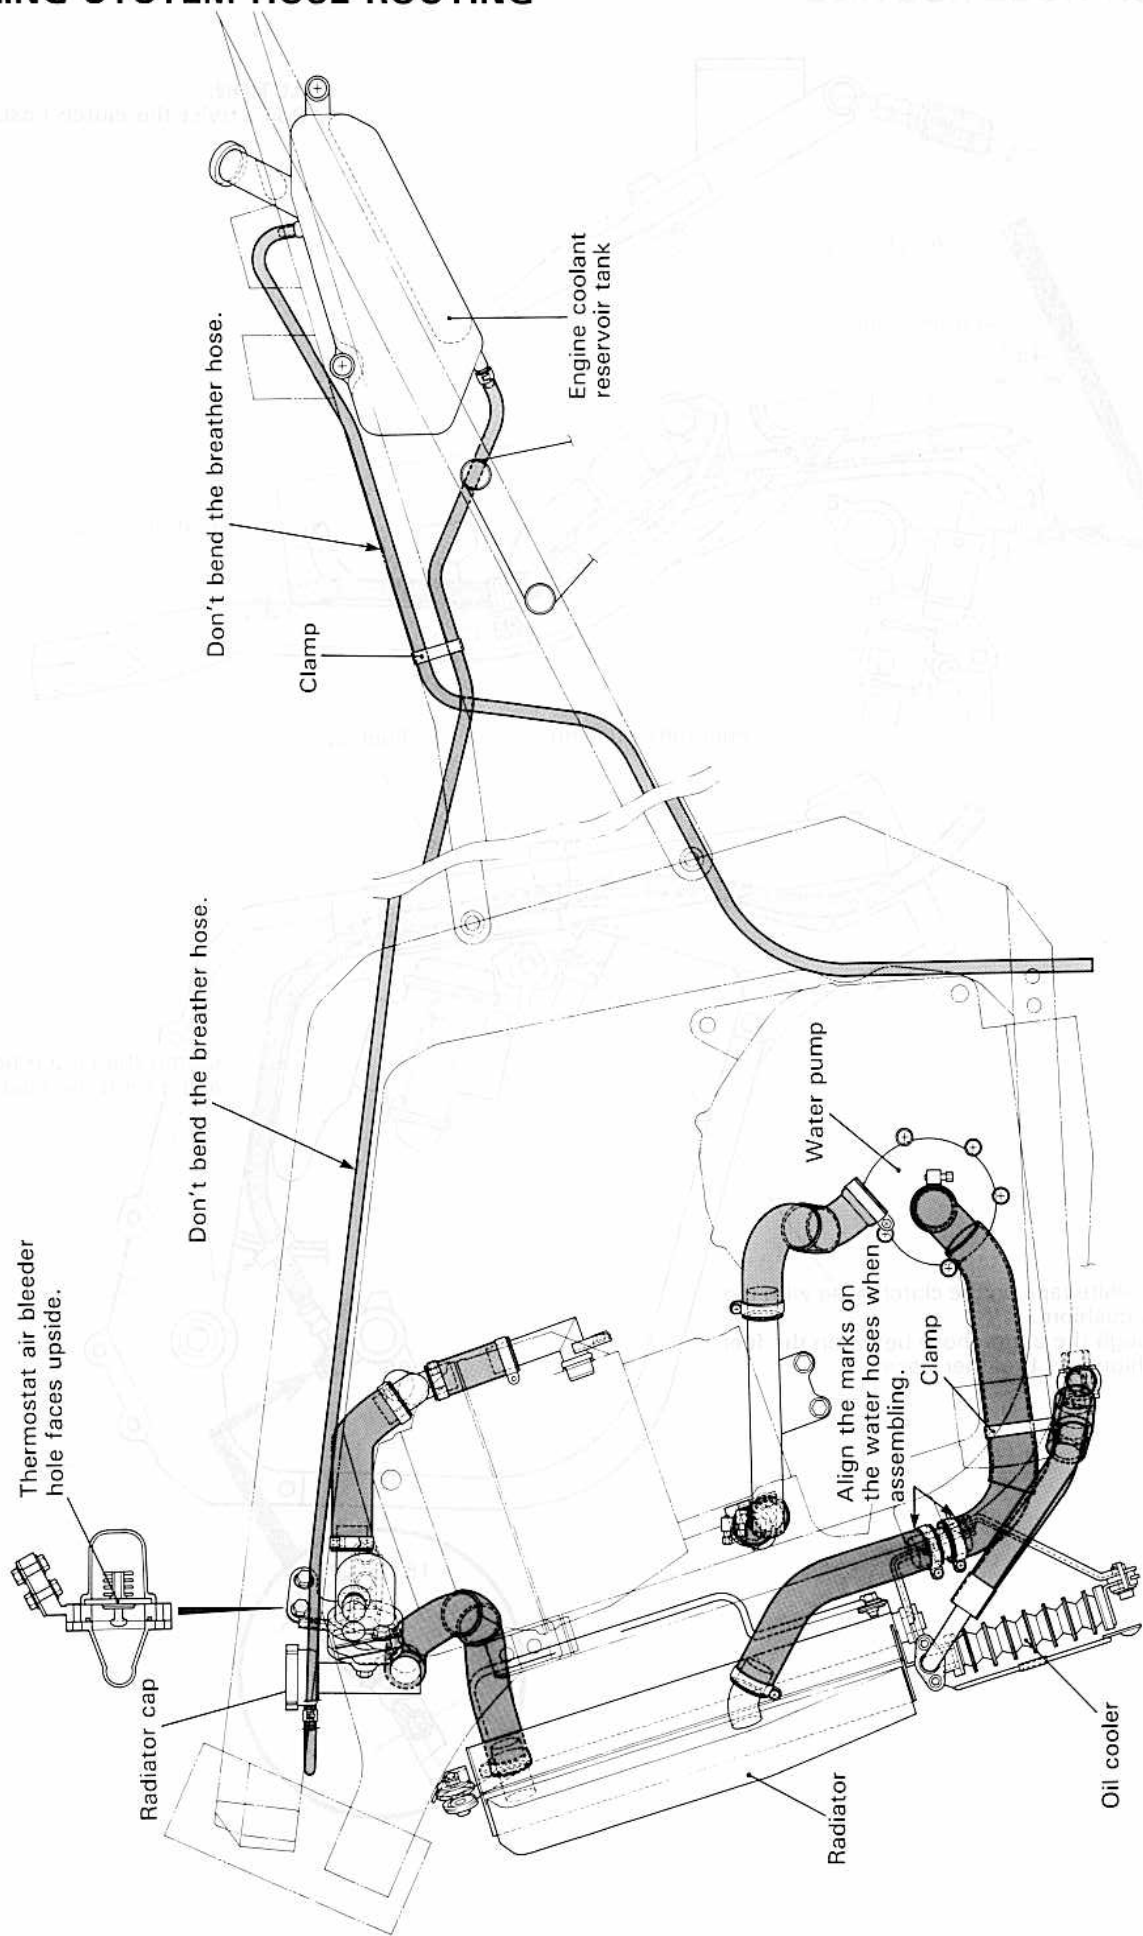 SYSTEM HOSE ROUTING
Thermostat air bleeder
hole faces upside.
Don't bend the breather hose.
Don't bend the breather hose.
Clamp
Radiator cap
Engine coolant
reservoir tank
Water pump
Align the marks on
the water hoses when
assembling.
Clamp
Radiator
Oil cooler